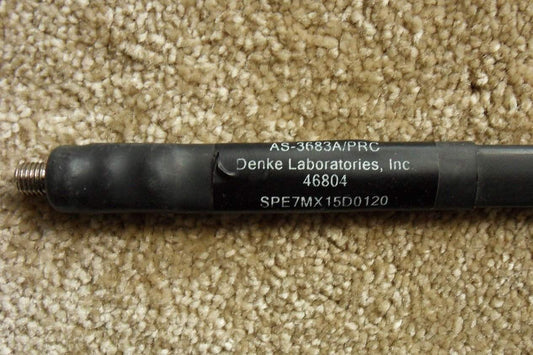 AS-3683A/PRC
Denke Laboratories, Inc
46804
SPE7MX15D0120